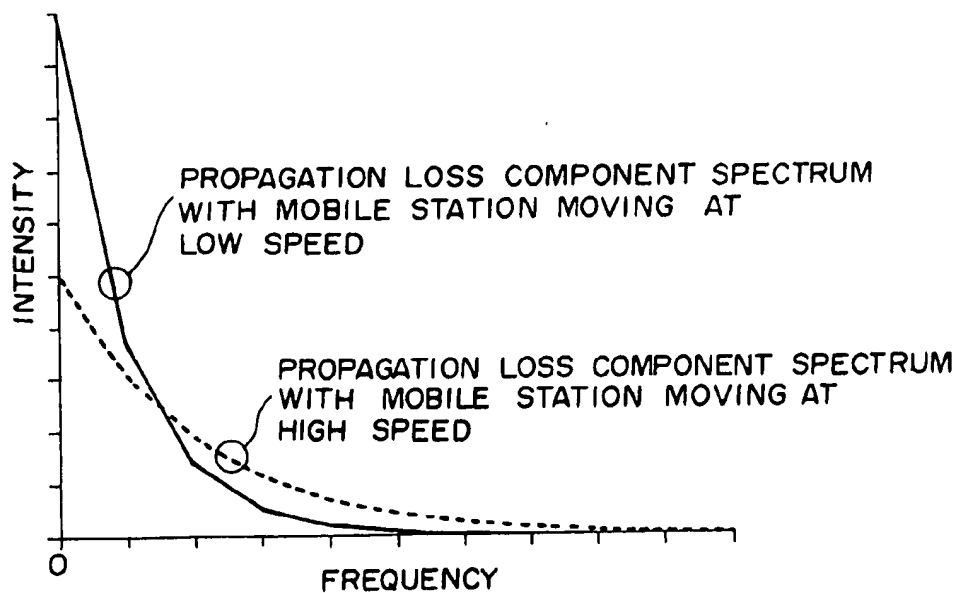 PROPAGATION LOSS COMPONENT SPECTRUM
WITH MOBILE STATION MOVING AT
LOW SPEED
INTENSITY
PROPAGATION LOSS COMPONENT SPECTRUM
WITH MOBILE STATION MOVING AT
HIGH SPEED
0
FREQUENCY